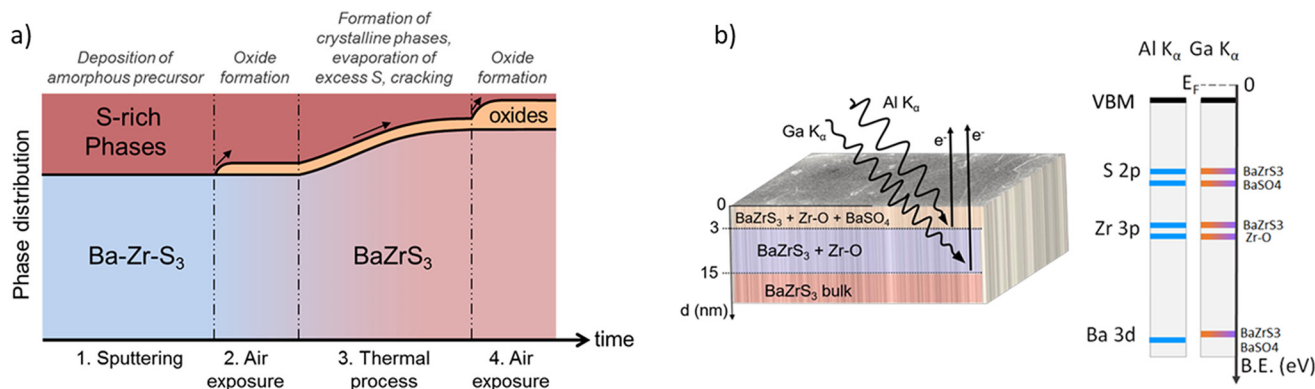 a)
Deposition of
amorphous precursor
Oxide
formation
Formation of
crystalline phases,
evaporation of
excess S, cracking
Oxide
formation
Phase distribution
S-rich
Phases
oxides
Ba-Zr-S3
BaZrS3
time
1. Sputtering
2. Air
exposure
3. Thermal
process
4. Air
exposure
b)
Al Kα
Ga Kα
e-
e-
0
BaZrS3 + Zr-O + BaSO4
3
BaZrS3 + Zr-O
15
BaZrS3 bulk
d (nm)
Al Kα Ga Kα
EF
0
VBM
S 2p
BaZrS3
BaSO4
Zr 3p
BaZrS3
Zr-O
Ba 3d
BaZrS3
BaSO4
B.E. (eV)